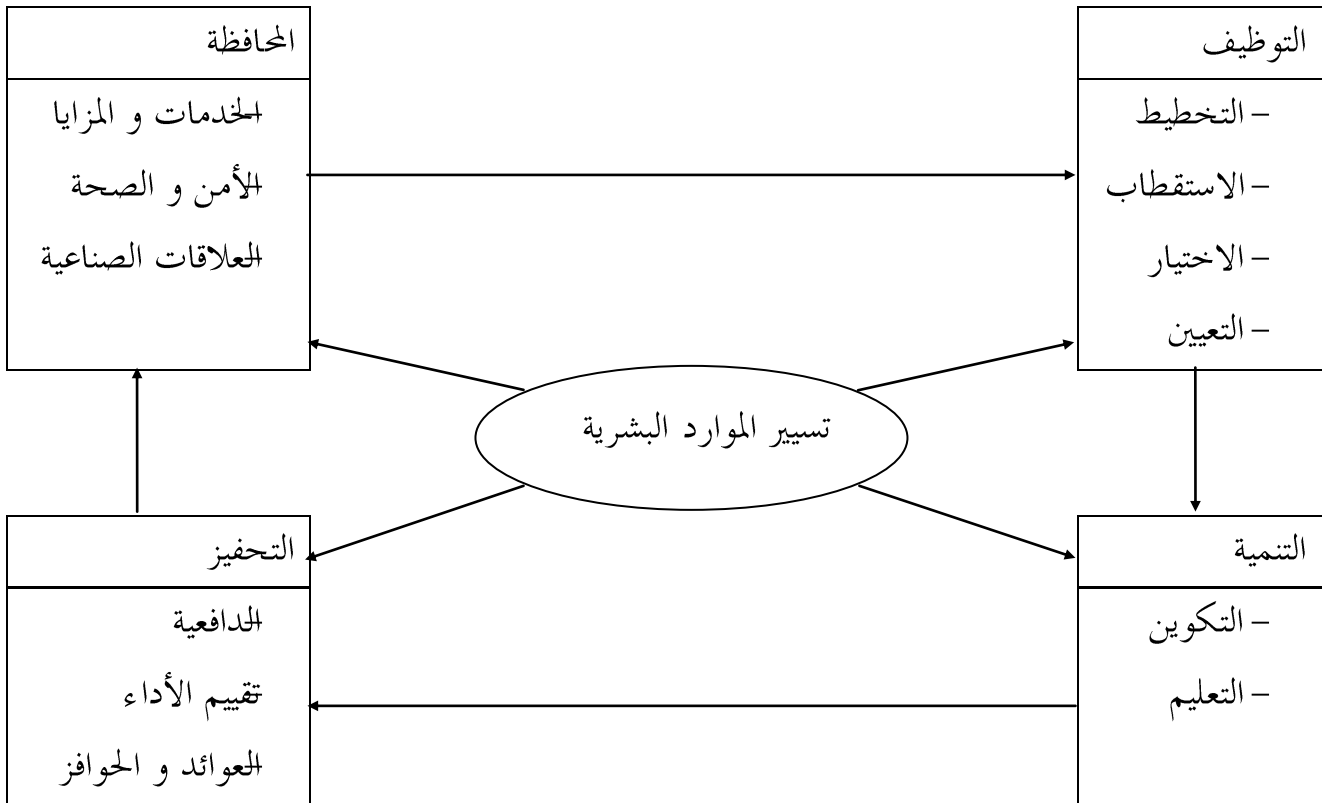 التوظيف
– التخطيط
– الاستقطاب
– الاختيار
– التعيين
المحافظة
– الخدمات و المزايا
– الأمن و الصحة
– العلاقات الصناعية
تسيير الموارد البشرية
التنمية
– التكوين
– التعليم
التحفيز
– الدافعية
– تقييم الأداء
– العوائد و الحوافز